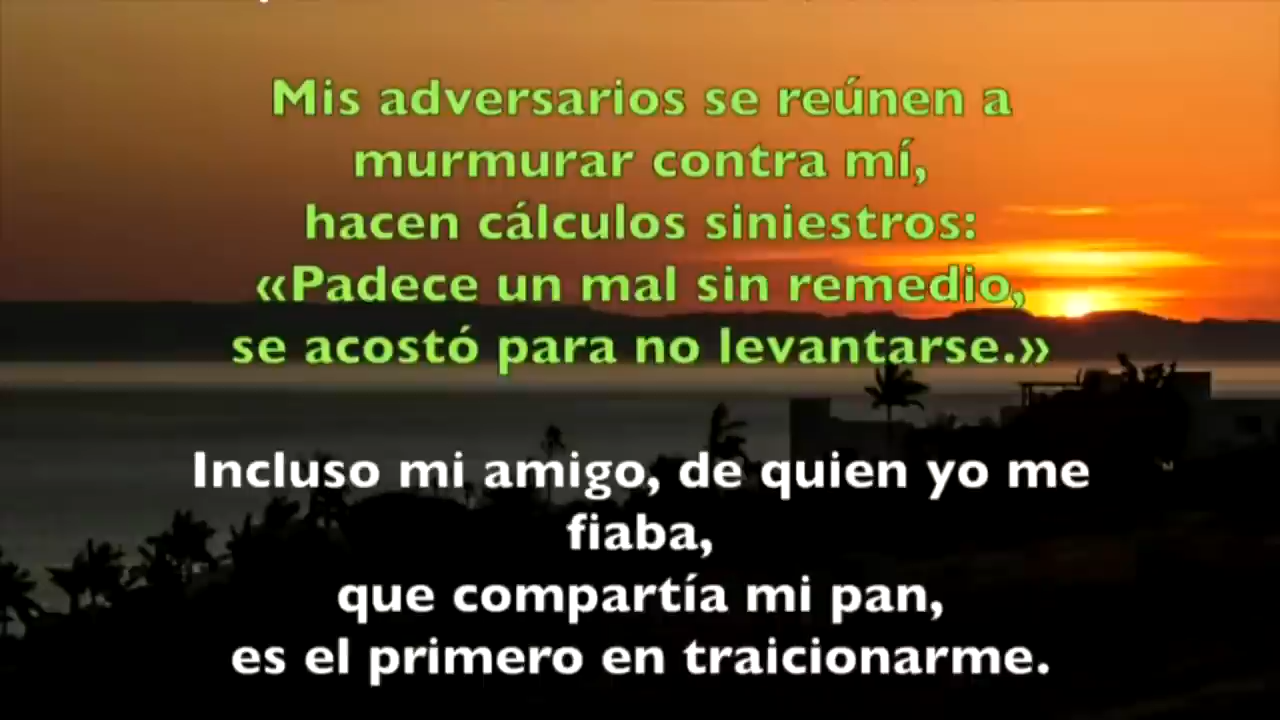 Mis adversarios se reúnen a
murmurar contra mí,
hacen cálculos siniestros:
«Padece un mal sin remedio,
se acostó para no levantarse.»
Incluso mi amigo, de quien yo me
fiaba,
que compartía mi pan,
es el primero en traicionarme.